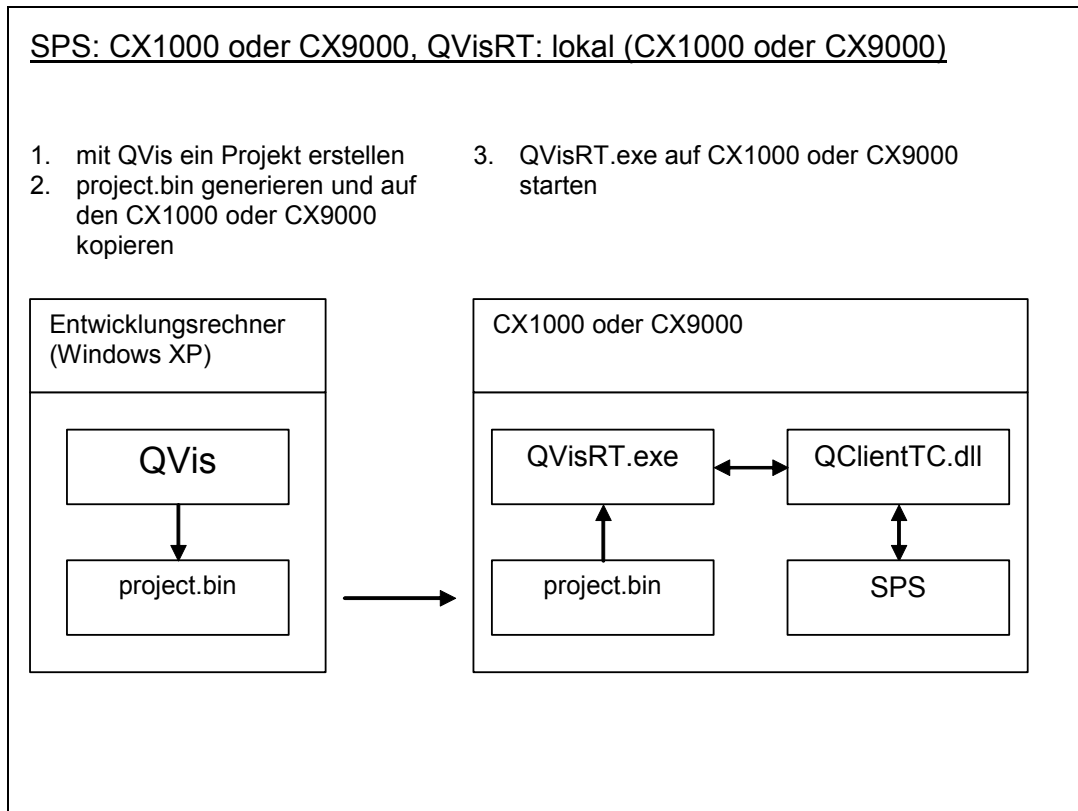 SPS: CX1000 oder CX9000, QVisRT: lokal (CX1000 oder CX9000)
1. mit QVis ein Projekt erstellen
2. project.bin generieren und auf
den CX1000 oder CX9000
kopieren
3. QVisRT.exe auf CX1000 oder CX9000
starten
Entwicklungsrechner
(Windows XP)
QVis
project.bin
CX1000 oder CX9000
QVisRT.exe
QClientTC.dll
project.bin
SPS